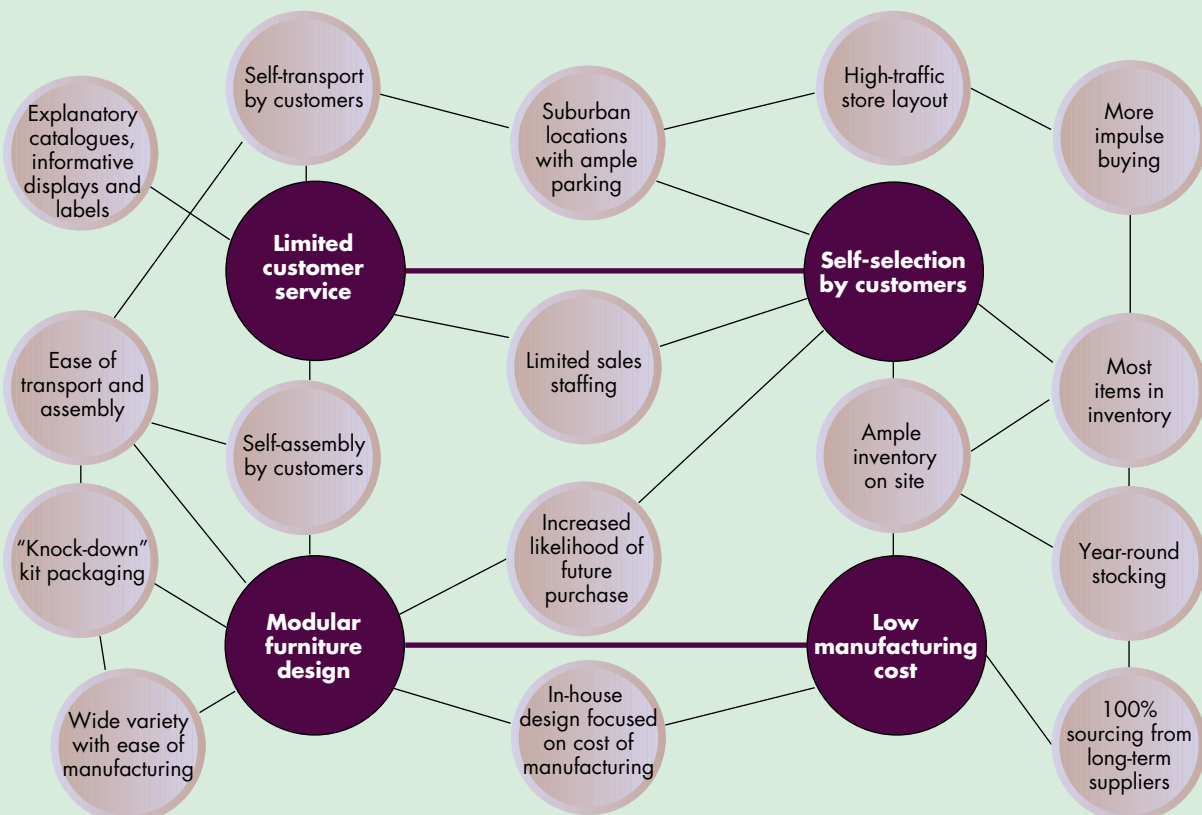 Self-transport
by customers
High-traffic
store layout
Explanatory
catalogues,
informative
displays and
labels
Suburban
locations
with ample
parking
More
impulse
buying
Limited
customer
service
Self-selection
by customers
Ease of
transport and
assembly
Limited sales
staffing
Most
items in
inventory
Self-assembly
by customers
Ample
inventory
on site
"Knock-down"
kit packaging
Increased
likelihood of
future
purchase
Year-round
stocking
Modular
furniture
design
Low
manufacturing
cost
Wide variety
with ease of
manufacturing
In-house
design focused
on cost of
manufacturing
100%
sourcing from
long-term
suppliers